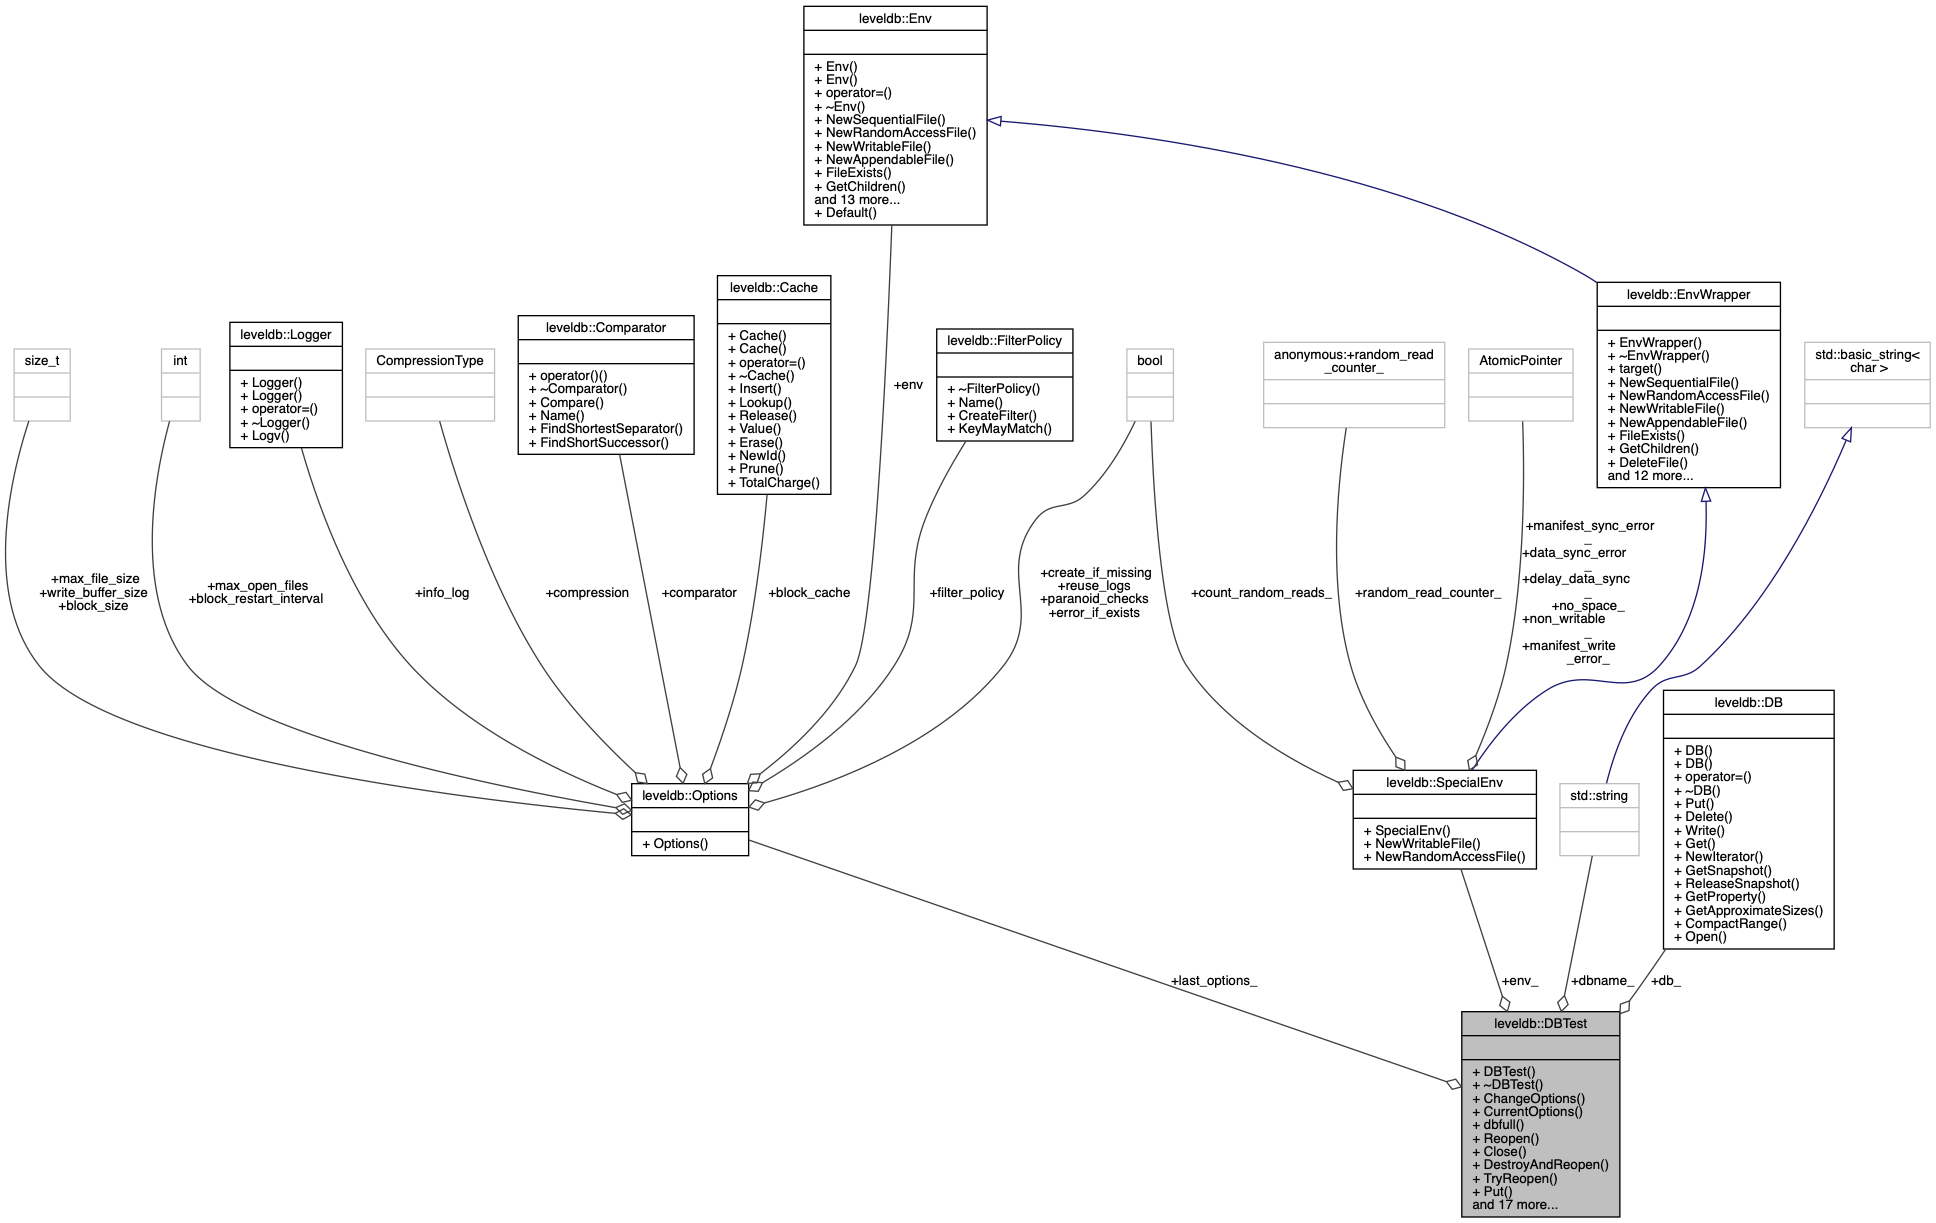 leveldb::Env
+ Env()
+ Env()
+ operator=()
+ ~Env()
+ NewSequentialFile()
+ NewRandomAccessFile()
+ NewWritableFile()
+ NewAppendableFile()
+ FileExists()
+ GetChildren()
and 13 more...
+ Default()
size_t
int
leveldb::Logger
+ Logger()
+ Logger()
+ operator=()
+ ~Logger()
+ Logv()
CompressionType
leveldb::Comparator
+ operator()()
+ ~Comparator()
+ Compare()
+ Name()
+ FindShortestSeparator()
+ FindShortSuccessor()
leveldb::Cache
+ Cache()
+ Cache()
+ operator=()
+ ~Cache()
+ Insert()
+ Lookup()
+ Release()
+ Value()
+ Erase()
+ NewId()
+ Prune()
+ TotalCharge()
+env
leveldb::FilterPolicy
+ ~FilterPolicy()
+ Name()
+ CreateFilter()
+ KeyMayMatch()
bool
anonymous:+random_read
_counter_
AtomicPointer
leveldb::EnvWrapper
+ EnvWrapper()
+ ~EnvWrapper()
+ target()
+ NewSequentialFile()
+ NewRandomAccessFile()
+ NewWritableFile()
+ NewAppendableFile()
+ FileExists()
+ GetChildren()
+ DeleteFile()
and 12 more...
std::basic_string<
char >
+max_file_size
+write_buffer_size
+block_size
+max_open_files
+block_restart_interval
+info_log
+compression
+comparator
+block_cache
+filter_policy
+create_if_missing
+reuse_logs
+paranoid_checks
+error_if_exists
+count_random_reads_
+random_read_counter_
+manifest_sync_error
_
+data_sync_error
_
+delay_data_sync
_
+no_space_
+non_writable
_
+manifest_write
_error_
leveldb::Options
+ Options()
leveldb::SpecialEnv
+ SpecialEnv()
+ NewWritableFile()
+ NewRandomAccessFile()
std::string
leveldb::DB
+ DB()
+ DB()
+ operator=()
+ ~DB()
+ Put()
+ Delete()
+ Write()
+ Get()
+ NewIterator()
+ GetSnapshot()
+ ReleaseSnapshot()
+ GetProperty()
+ GetApproximateSizes()
+ CompactRange()
+ Open()
+last_options_
+env_
+dbname_
+db_
leveldb::DBTest
+ DBTest()
+ ~DBTest()
+ ChangeOptions()
+ CurrentOptions()
+ dbfull()
+ Reopen()
+ Close()
+ DestroyAndReopen()
+ TryReopen()
+ Put()
and 17 more...